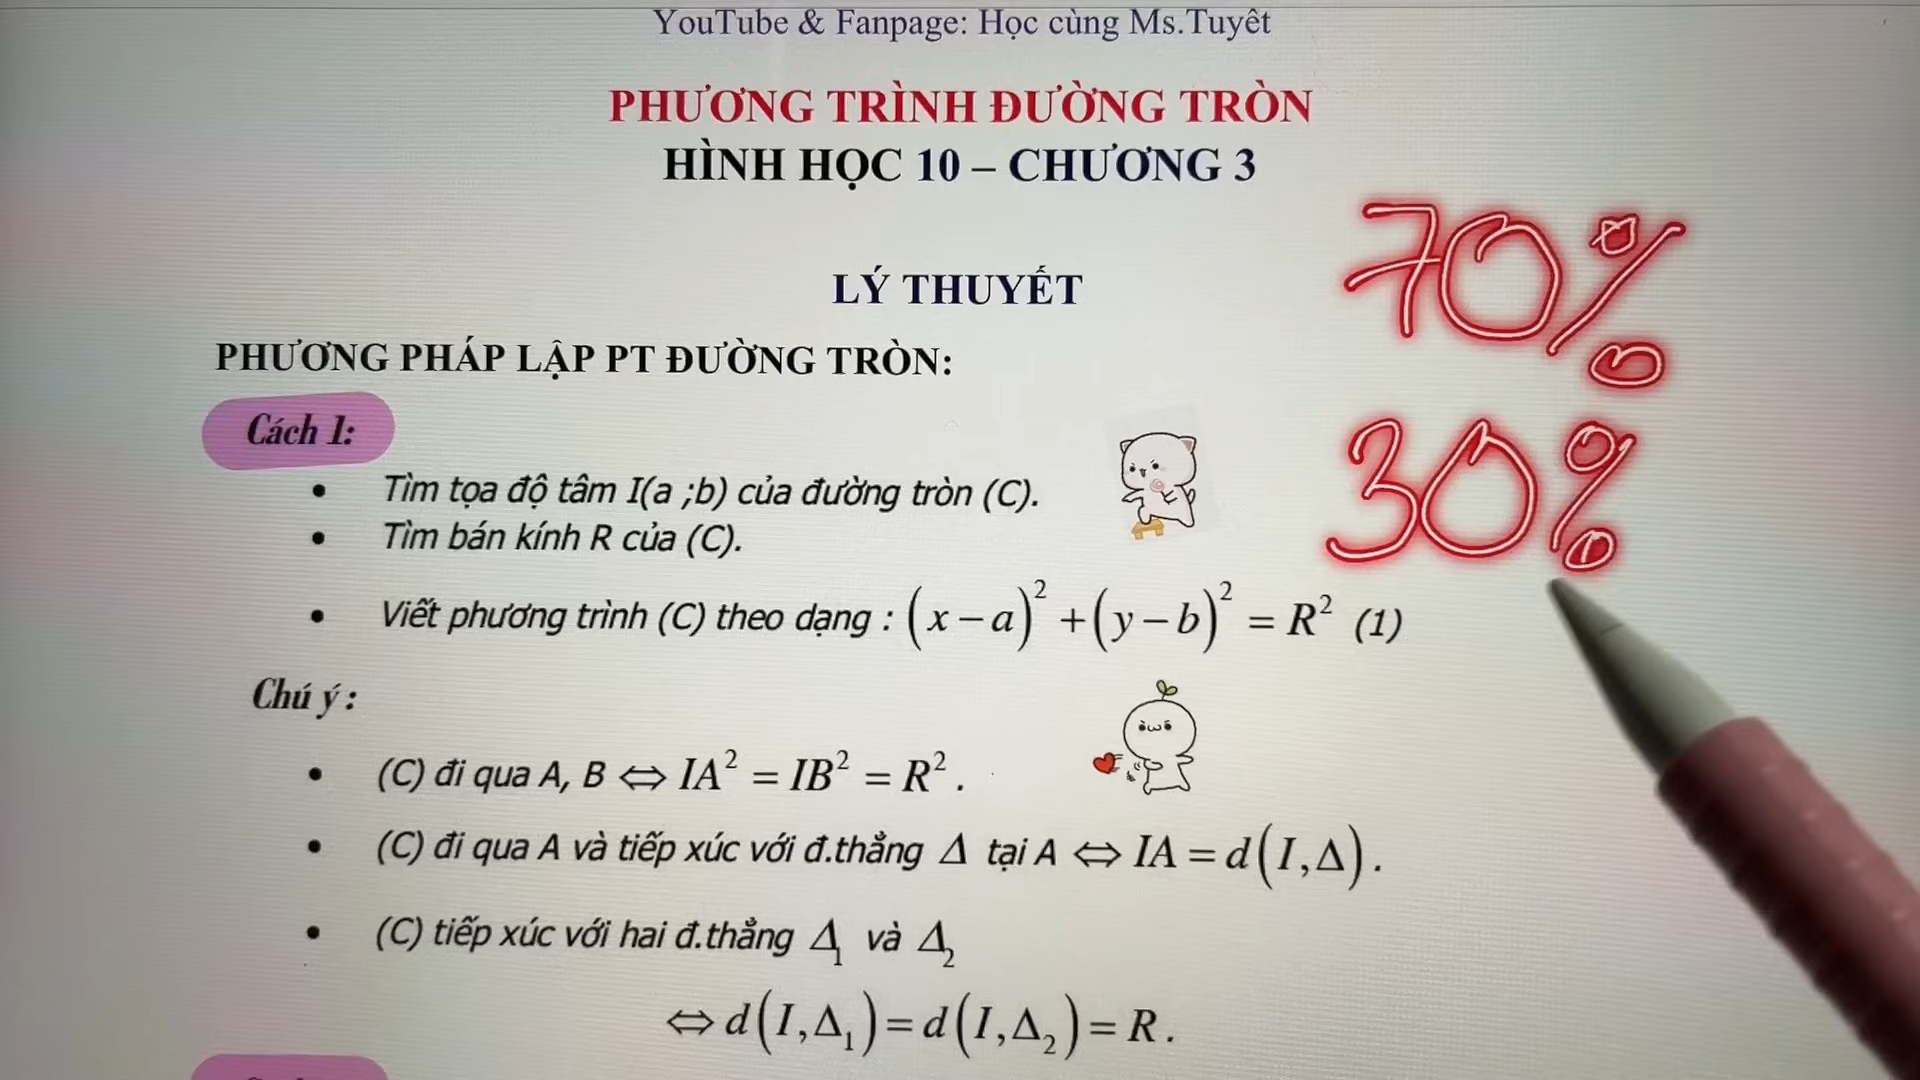 YouTube & Fanpage: Học cùng Ms.Tuyết
PHƯƠNG TRÌNH ĐƯỜNG TRÒN
HÌNH HỌC 10 – CHƯƠNG 3
70%
LÝ THUYẾT
PHƯƠNG PHÁP LẬP PT ĐƯỜNG TRÒN:
Cách 1:
30%
• Tìm tọa độ tâm I(a ;b) của đường tròn (C).
• Tìm bán kính R của (C).
• Viết phương trình (C) theo dạng : (x – a)² + (y – b)² = R² (1)
Chú ý:
• (C) đi qua A, B ⇔ IA² = IB² = R² .
• (C) đi qua A và tiếp xúc với đ.thẳng Δ tại A ⇔ IA = d(I,Δ).
• (C) tiếp xúc với hai đ.thẳng Δ₁ và Δ₂
⇔ d(I,Δ₁) = d(I,Δ₂) = R .